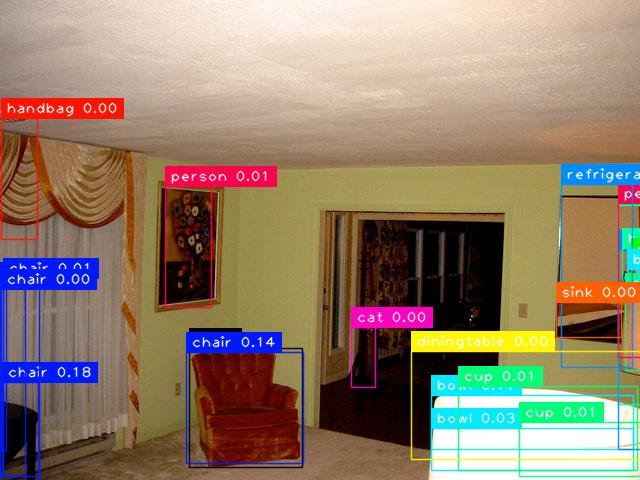 handbag 0.00
person 0.01
refrigera
pe
h
b
chair 0.01
chair 0.00
sink 0.00
cat 0.00
chair 0.14
diningtable 0.00
chair 0.18
cup 0.01
cup 0.01
bowl 0.03